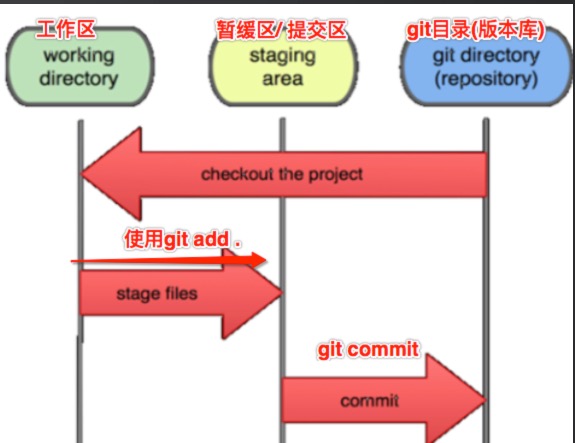 工作区
working
directory
暂缓区/ 提交区
staging
area
git目录(版本库)
git directory
(repository)
checkout the project
使用git add .
stage files
git commit
commit